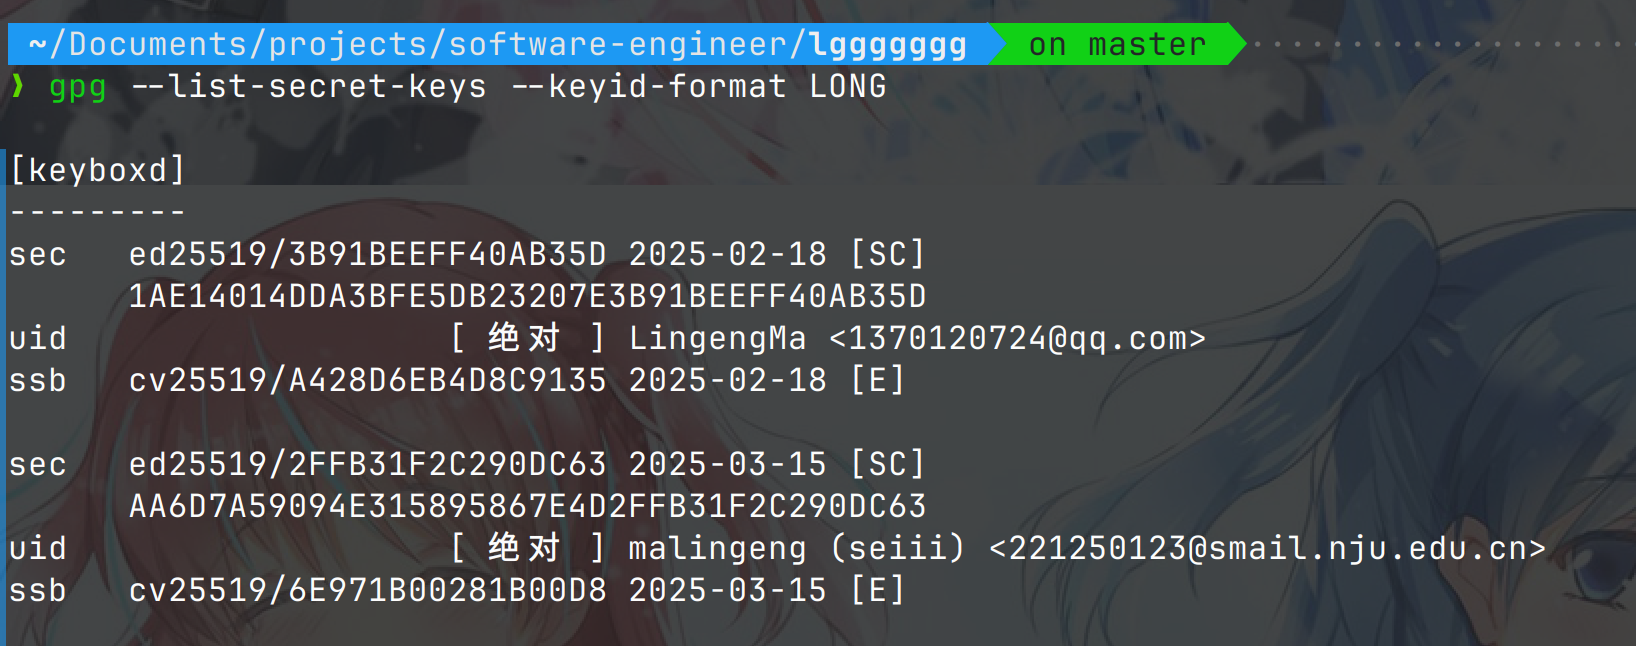 ~/Documents/projects/software-engineer/lggggggg on master
❯ gpg --list-secret-keys --keyid-format LONG
[keyboxd]
---------
sec ed25519/3B91BEEFF40AB35D 2025-02-18 [SC]
1AE14014DDA3BFE5DB23207E3B91BEEFF40AB35D
uid [ 绝对 ] LingengMa <1370120724@qq.com>
ssb cv25519/A428D6EB4D8C9135 2025-02-18 [E]
sec ed25519/2FFB31F2C290DC63 2025-03-15 [SC]
AA6D7A59094E315895867E4D2FFB31F2C290DC63
uid [ 绝对 ] malingeng (seiii) <221250123@smail.nju.edu.cn>
ssb cv25519/6E971B00281B00D8 2025-03-15 [E]